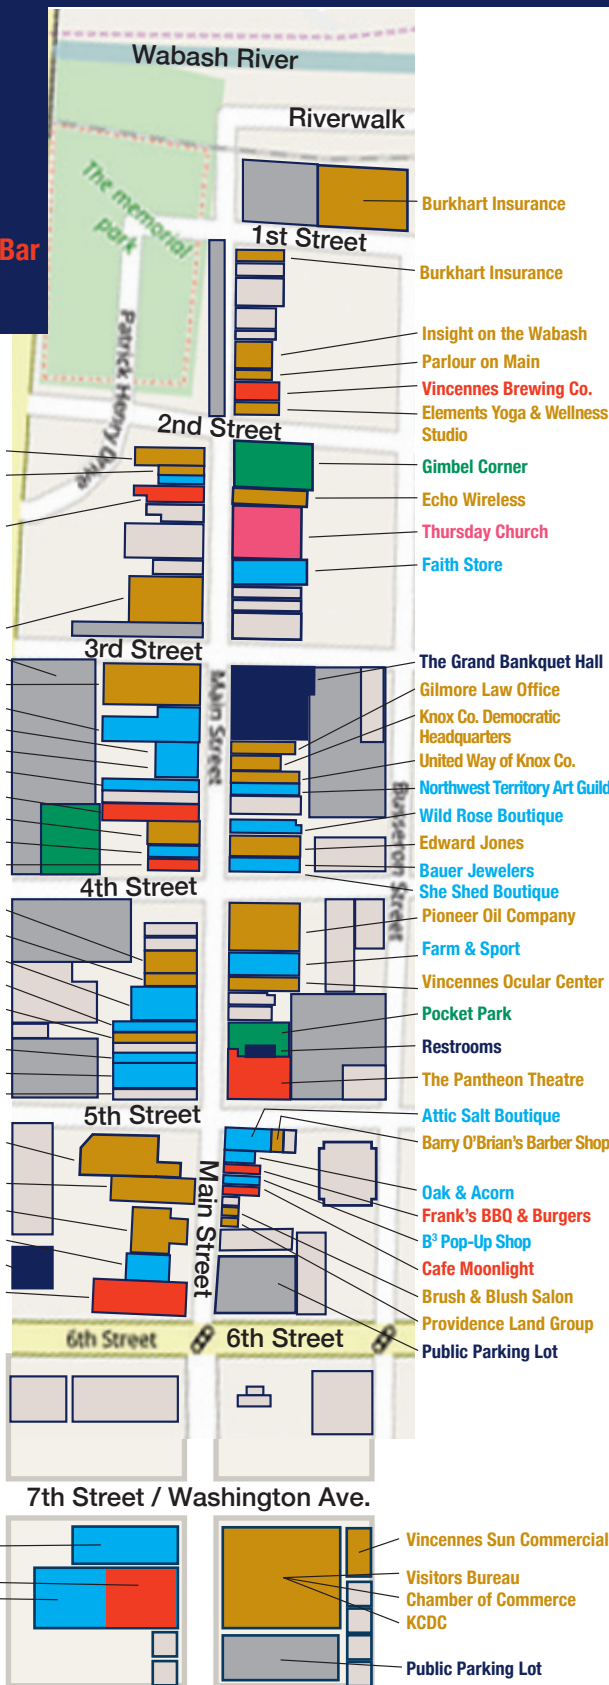 Wabash River
Riverwalk
The memorial
park
Bar
Burkhart Insurance
1st Street
Burkhart Insurance
Patrick Henry Drive
Insight on the Wabash
Parlour on Main
Vincennes Brewing Co.
Elements Yoga & Wellness
Studio
2nd Street
Gimbel Corner
Echo Wireless
Thursday Church
Faith Store
3rd Street
Main Street
The Grand Bankquet Hall
Gilmore Law Office
Knox Co. Democratic
Headquarters
United Way of Knox Co.
Northwest Territory Art Guild
Wild Rose Boutique
Edward Jones
Bauer Jewelers
She Shed Boutique
Busseron Street
4th Street
Pioneer Oil Company
Farm & Sport
Vincennes Ocular Center
Pocket Park
Restrooms
The Pantheon Theatre
5th Street
Attic Salt Boutique
Barry O'Brian's Barber Shop
Main Street
Oak & Acorn
Frank's BBQ & Burgers
B³ Pop-Up Shop
Cafe Moonlight
Brush & Blush Salon
Providence Land Group
Public Parking Lot
6th Street
6th Street
7th Street / Washington Ave.
Vincennes Sun Commercial
Visitors Bureau
Chamber of Commerce
KCDC
Public Parking Lot